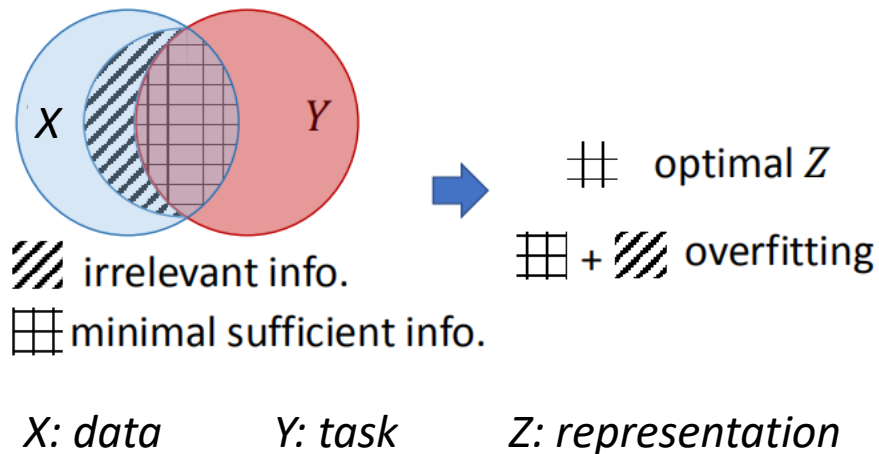 X
Y
optimal Z
+
overfitting
irrelevant info.
minimal sufficient info.
X: data Y: task Z: representation